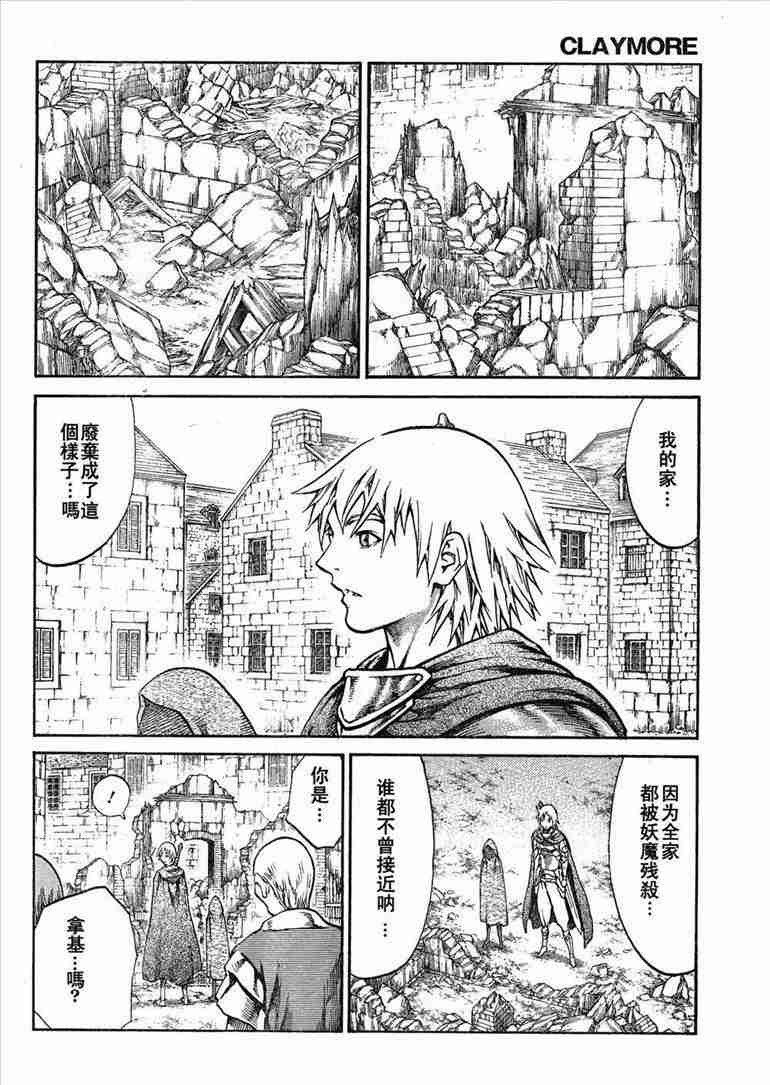 CLAYMORE
我的家…
廢棄成了這
個樣子…嗎
因为全家
都被妖魔残殺…
谁都不曾接近呐
…
你是…
！
拿基…嗎?